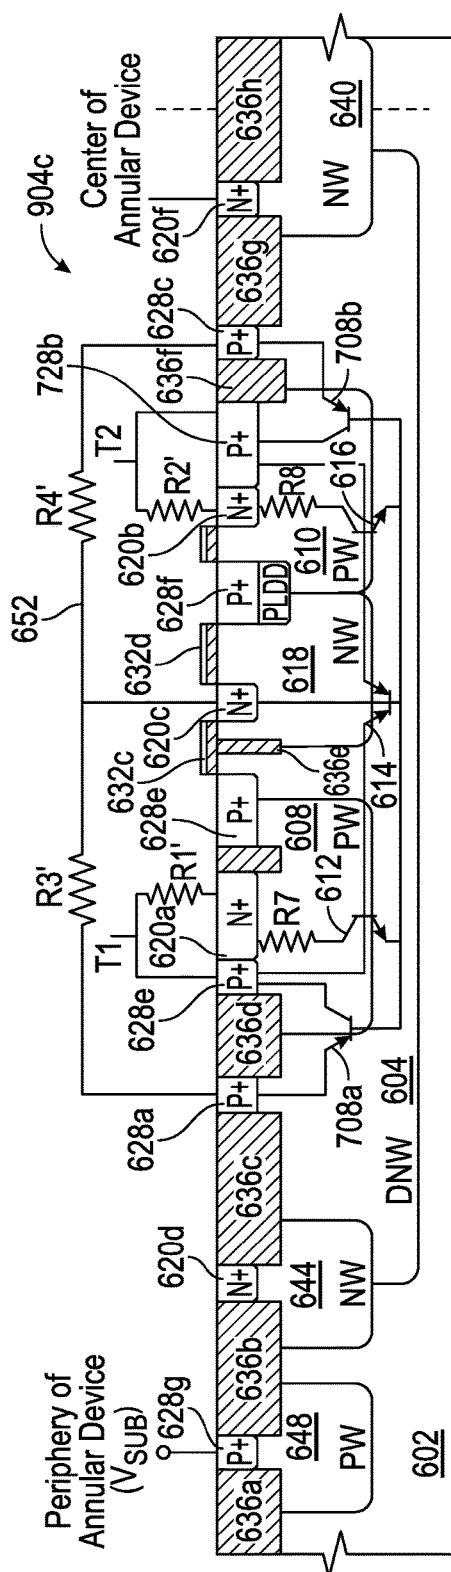 904c
Periphery of
Annular Device
(VSUB)
Center of
Annular Device
652
R3'
R4'
T1
T2
R1'
R2'
628g
620d
628a
628e
620a
628e
632c
620c
632d
628f
620b
728b
636f
628c
620f
636a
P+
636b
N+
636c
P+
636d
P+
N+
P+
N+
P+
N+
P+
P+
636g
N+
636h
PLDD
636e
R7
R8
648
PW
644
NW
612
608
PW
618
NW
610
PW
616
614
708a
708b
NW
640
DNW
604
602